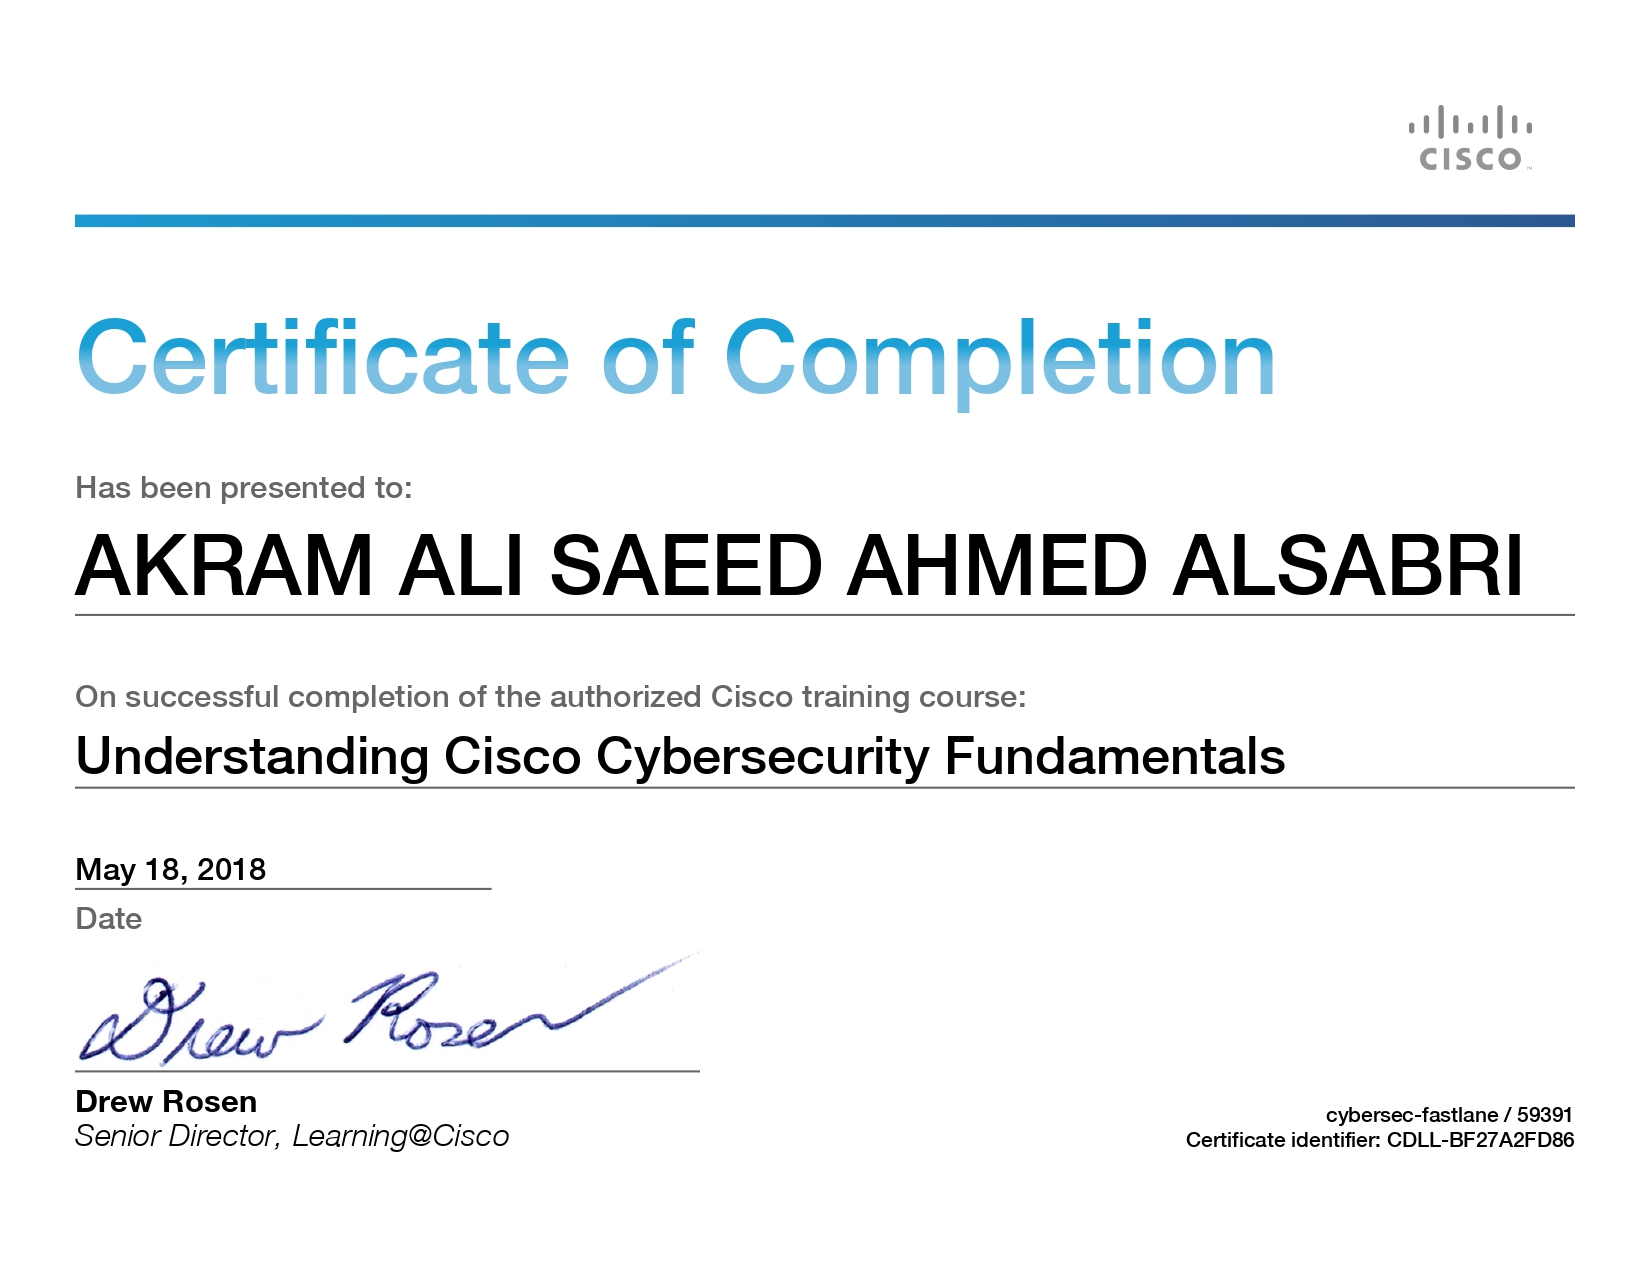 CISCO™
Certificate of Completion
Has been presented to:
AKRAM ALI SAEED AHMED ALSABRI
On successful completion of the authorized Cisco training course:
Understanding Cisco Cybersecurity Fundamentals
May 18, 2018
Date
Drew Rosen
Drew Rosen
Senior Director, Learning@Cisco
cybersec-fastlane / 59391
Certificate identifier: CDLL-BF27A2FD86